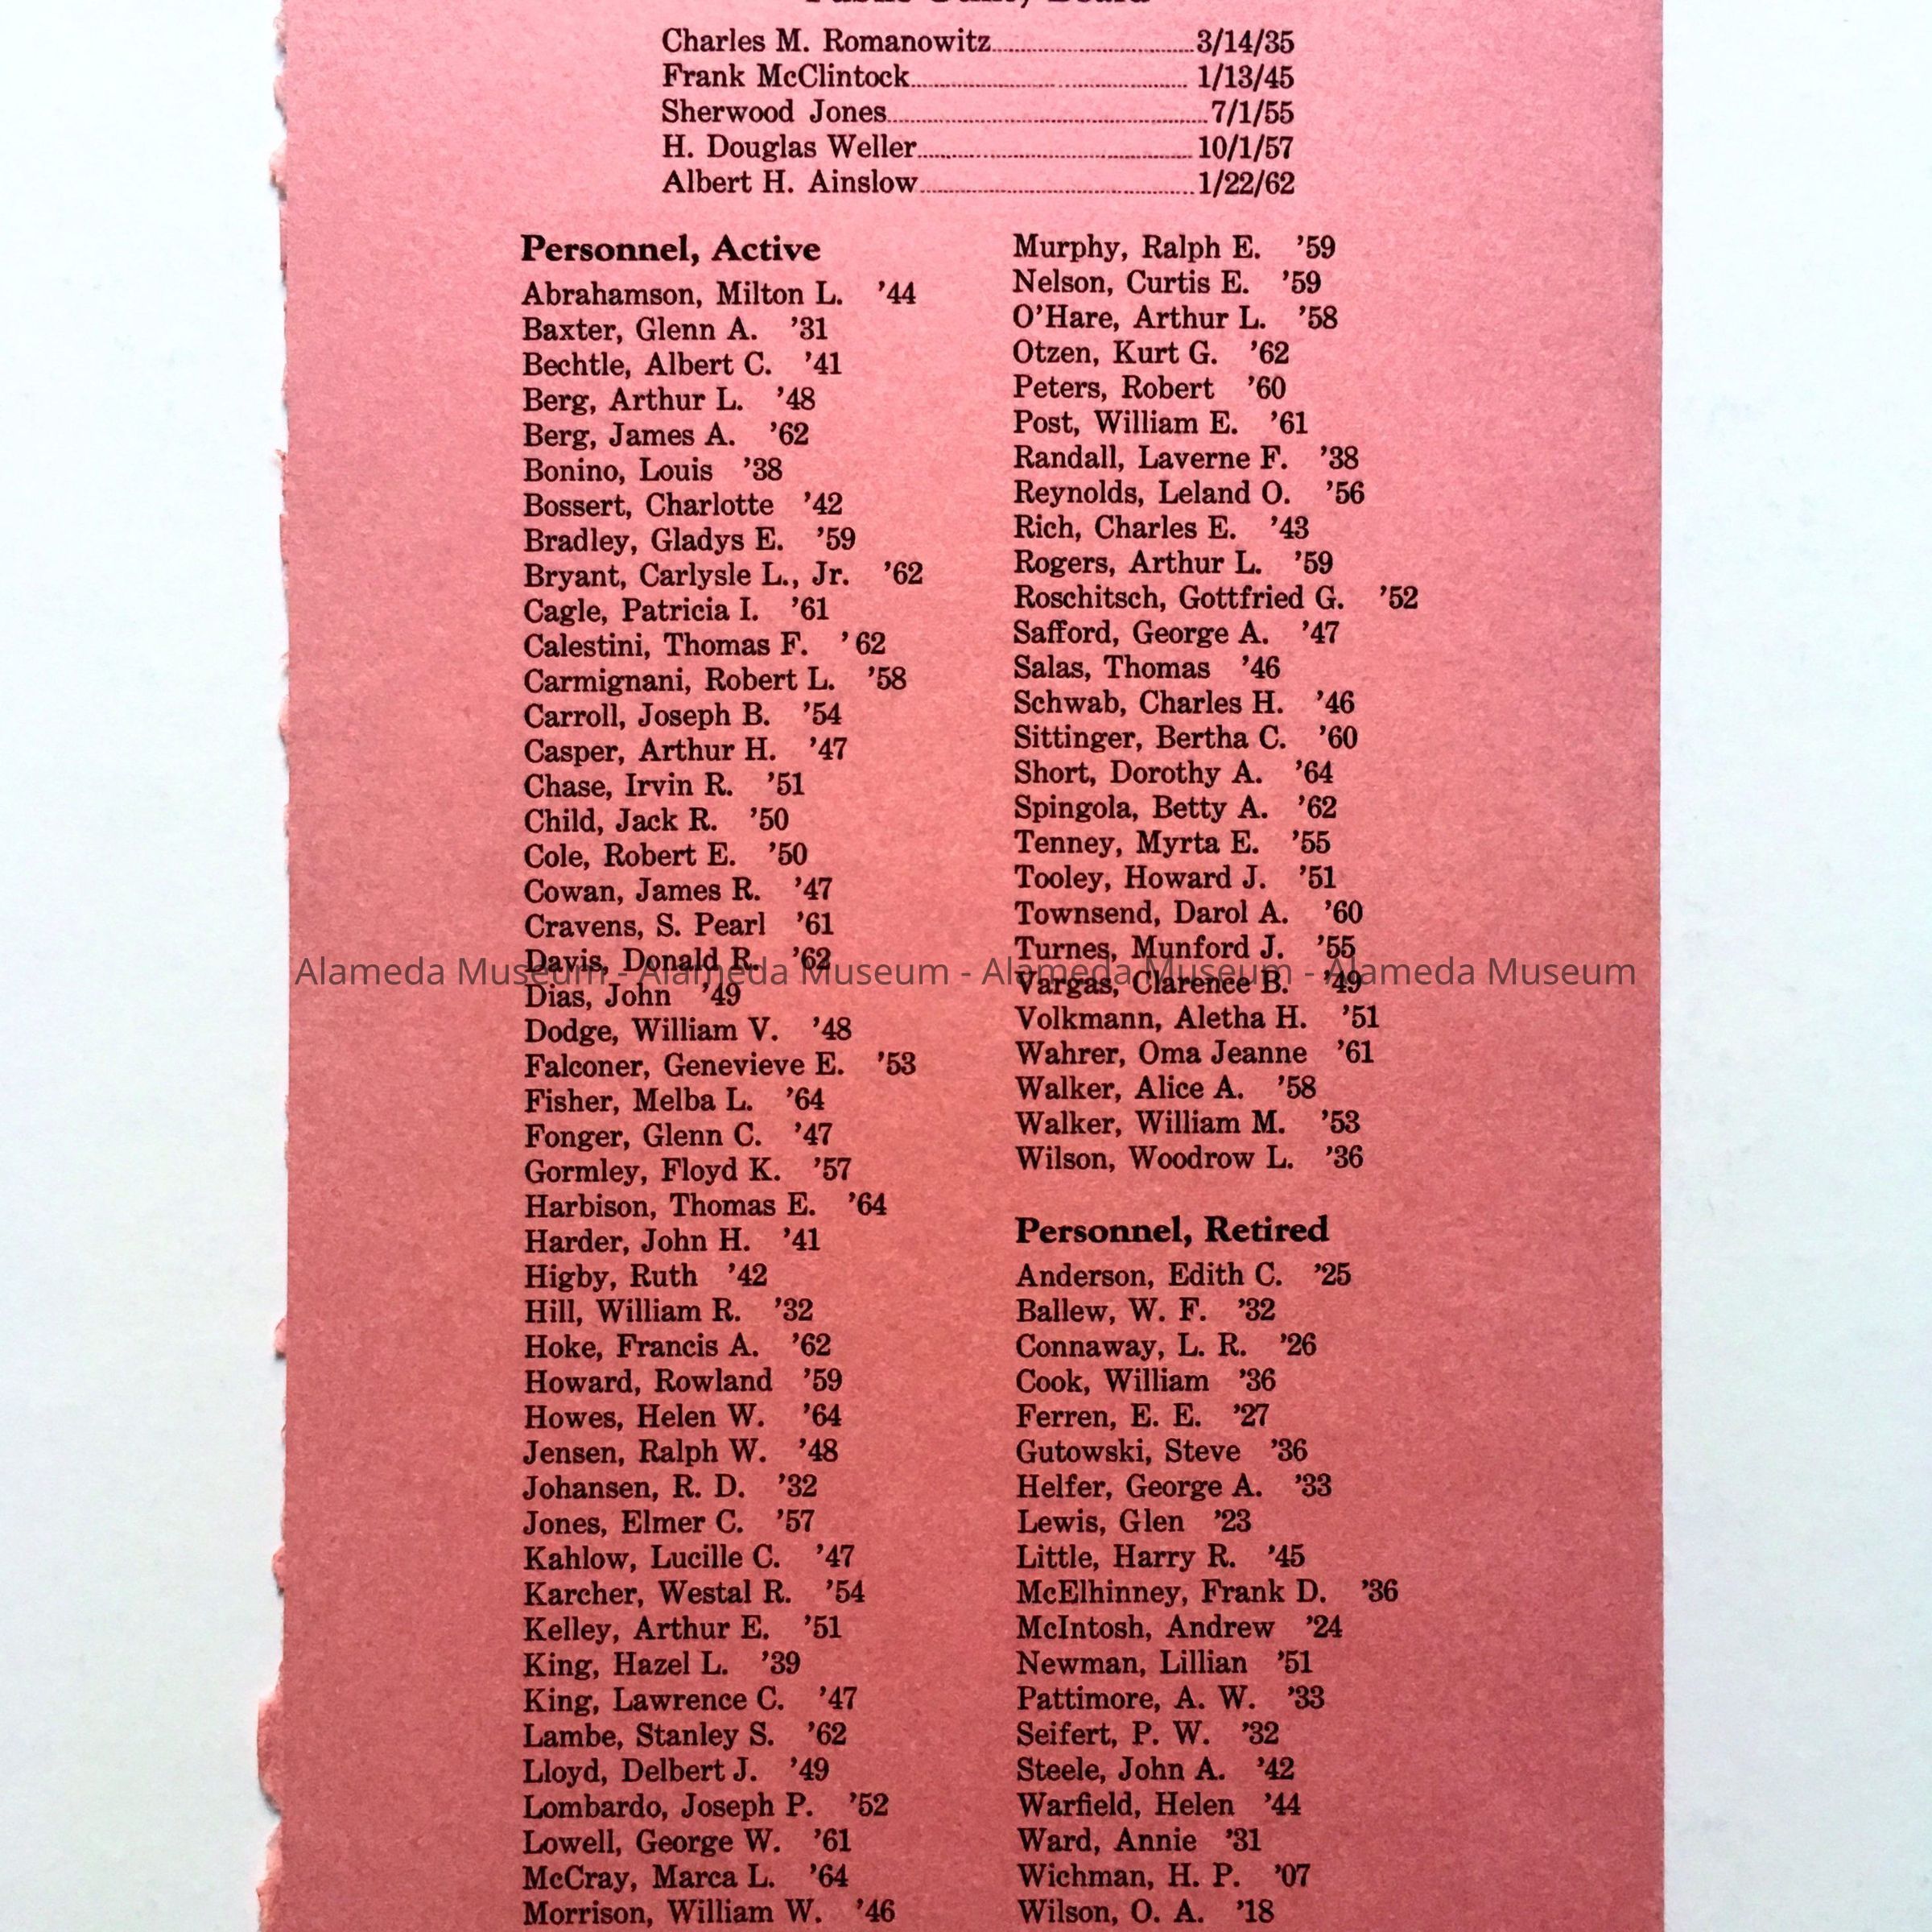 Public Utility Board
Charles M. Romanowitz 3/14/35
Frank McClintock 1/13/45
Sherwood Jones 7/1/55
H. Douglas Weller 10/1/57
Albert H. Ainslow 1/22/62
Personnel, Active
Abrahamson, Milton L. ’44
Baxter, Glenn A. ’31
Bechtle, Albert C. ’41
Berg, Arthur L. ’48
Berg, James A. ’62
Bonino, Louis ’38
Bossert, Charlotte ’42
Bradley, Gladys E. ’59
Bryant, Carlysle L., Jr. ’62
Cagle, Patricia I. ’61
Calestini, Thomas F. ’62
Carmignani, Robert L. ’58
Carroll, Joseph B. ’54
Casper, Arthur H. ’47
Chase, Irvin R. ’51
Child, Jack R. ’50
Cole, Robert E. ’50
Cowan, James R. ’47
Cravens, S. Pearl ’61
Davis, Donald R. ’62
Dias, John ’49
Dodge, William V. ’48
Falconer, Genevieve E. ’53
Fisher, Melba L. ’64
Fonger, Glenn C. ’47
Gormley, Floyd K. ’57
Harbison, Thomas E. ’64
Harder, John H. ’41
Higby, Ruth ’42
Hill, William R. ’32
Hoke, Francis A. ’62
Howard, Rowland ’59
Howes, Helen W. ’64
Jensen, Ralph W. ’48
Johansen, R. D. ’32
Jones, Elmer C. ’57
Kahlow, Lucille C. ’47
Karcher, Westal R. ’54
Kelley, Arthur E. ’51
King, Hazel L. ’39
King, Lawrence C. ’47
Lambe, Stanley S. ’62
Lloyd, Delbert J. ’49
Lombardo, Joseph P. ’52
Lowell, George W. ’61
McCray, Marca L. ’64
Morrison, William W. ’46
Murphy, Ralph E. ’59
Nelson, Curtis E. ’59
O’Hare, Arthur L. ’58
Otzen, Kurt G. ’62
Peters, Robert ’60
Post, William E. ’61
Randall, Laverne F. ’38
Reynolds, Leland O. ’56
Rich, Charles E. ’43
Rogers, Arthur L. ’59
Roschitsch, Gottfried G. ’52
Safford, George A. ’47
Salas, Thomas ’46
Schwab, Charles H. ’46
Sittinger, Bertha C. ’60
Short, Dorothy A. ’64
Spingola, Betty A. ’62
Tenney, Myrta E. ’55
Tooley, Howard J. ’51
Townsend, Darol A. ’60
Turnes, Munford J. ’55
Vargas, Clarence B. ’49
Volkmann, Aletha H. ’51
Wahrer, Oma Jeanne ’61
Walker, Alice A. ’58
Walker, William M. ’53
Wilson, Woodrow L. ’36
Personnel, Retired
Anderson, Edith C. ’25
Ballew, W. F. ’32
Connaway, L. R. ’26
Cook, William ’36
Ferren, E. E. ’27
Gutowski, Steve ’36
Helfer, George A. ’33
Lewis, Glen ’23
Little, Harry R. ’45
McElhinney, Frank D. ’36
McIntosh, Andrew ’24
Newman, Lillian ’51
Pattimore, A. W. ’33
Seifert, P. W. ’32
Steele, John A. ’42
Warfield, Helen ’44
Ward, Annie ’31
Wichman, H. P. ’07
Wilson, O. A. ’18
Alameda Museum - Alameda Museum - Alameda Museum - Alameda Museum